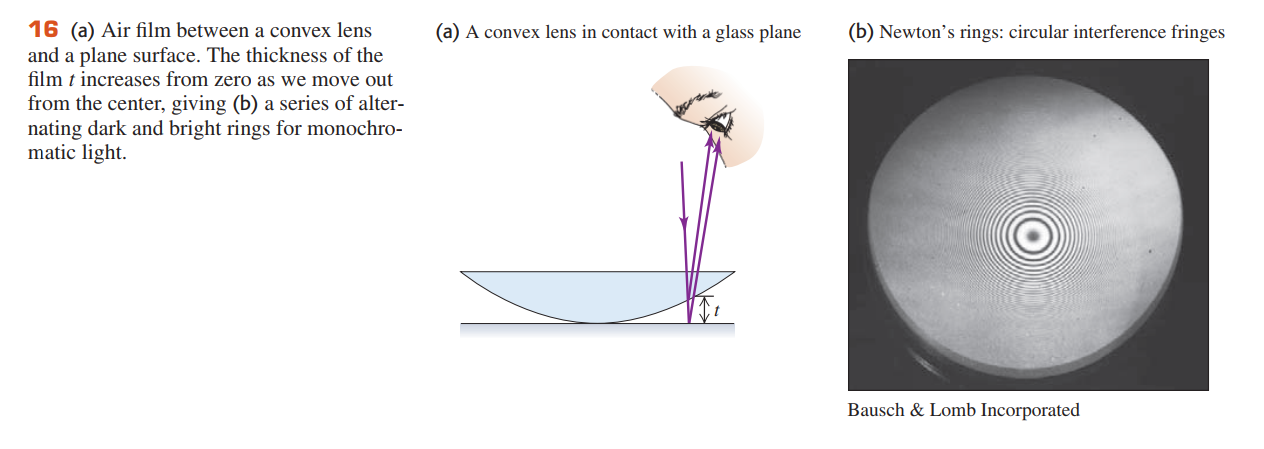 16 (a) Air film between a convex lens
and a plane surface. The thickness of the
film t increases from zero as we move out
from the center, giving (b) a series of alter-
nating dark and bright rings for monochro-
matic light.
(a) A convex lens in contact with a glass plane
t
(b) Newton’s rings: circular interference fringes
Bausch & Lomb Incorporated